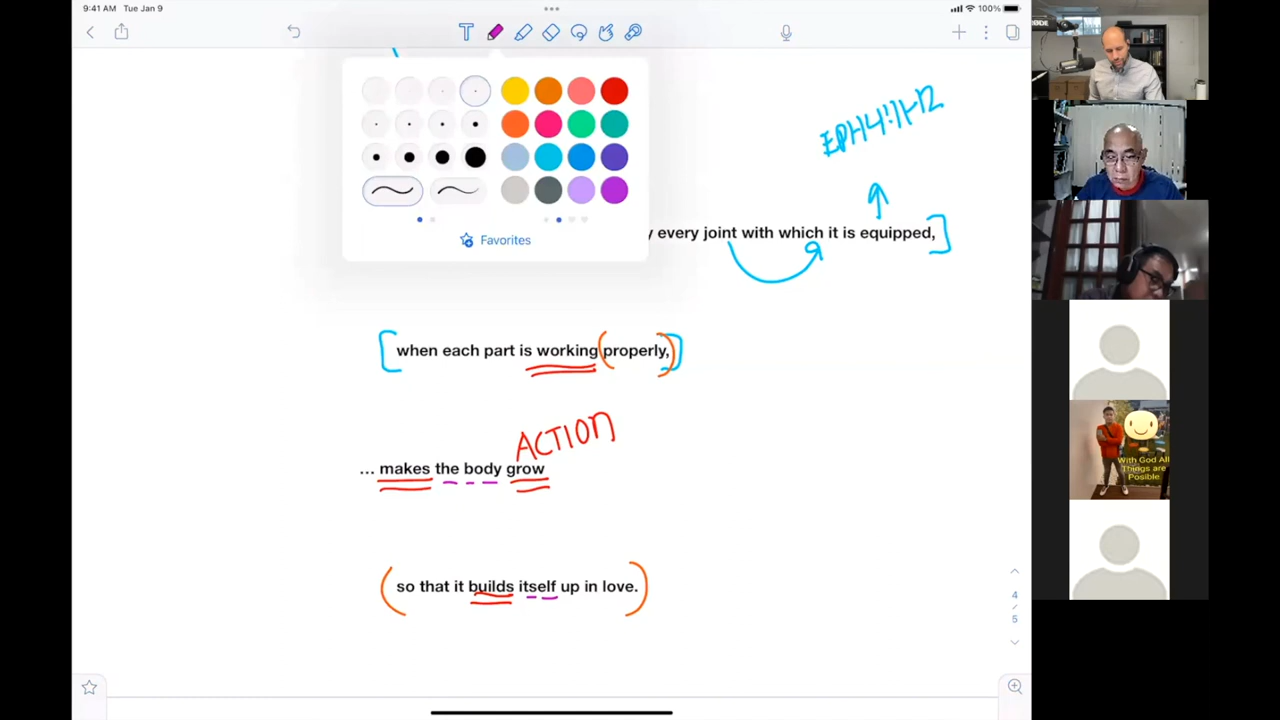 9:41 AM Tue Jan 9
100%
EPH 4:11-12
y every joint with which it is equipped,
when each part is working properly,
ACTION
... makes the body grow
so that it builds itself up in love.
Favorites
With God All
Things are
Posible
4
/
5